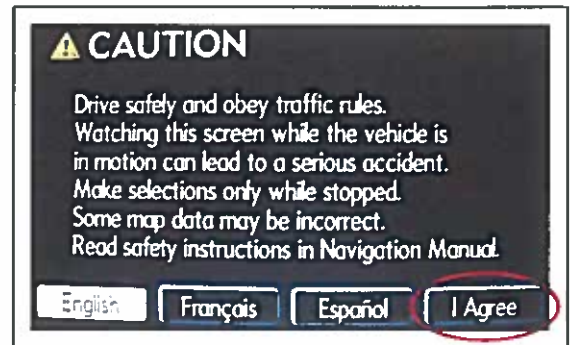 CAUTION
Drive safely and obey traffic rules.
Watching this screen while the vehicle is
in motion can lead to a serious accident.
Make selections only while stopped.
Some map data may be incorrect.
Read safety instructions in Navigation Manual.
English Français Español I Agree